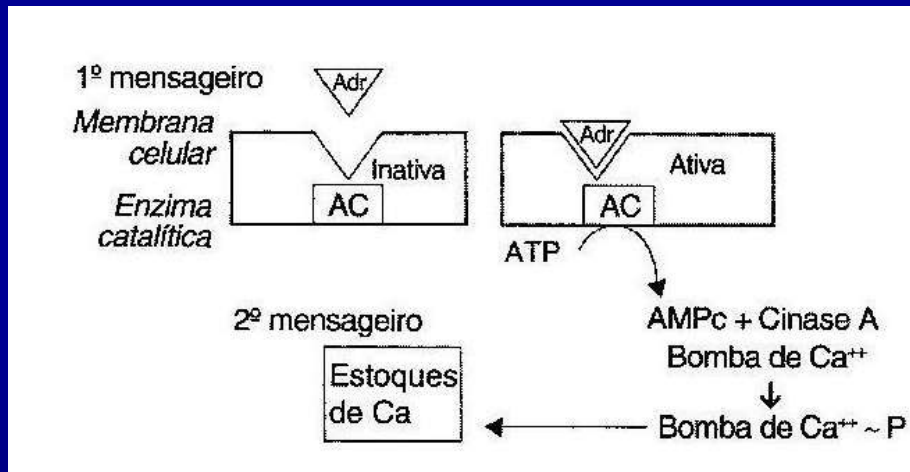 1º mensageiro
Adr
Membrana
celular
Inativa
AC
Enzima
catalítica
Adr
Ativa
AC
ATP
AMPc + Cinase A
Bomba de Ca⁺⁺
Bomba de Ca⁺⁺ ~ P
2º mensageiro
Estoques
de Ca